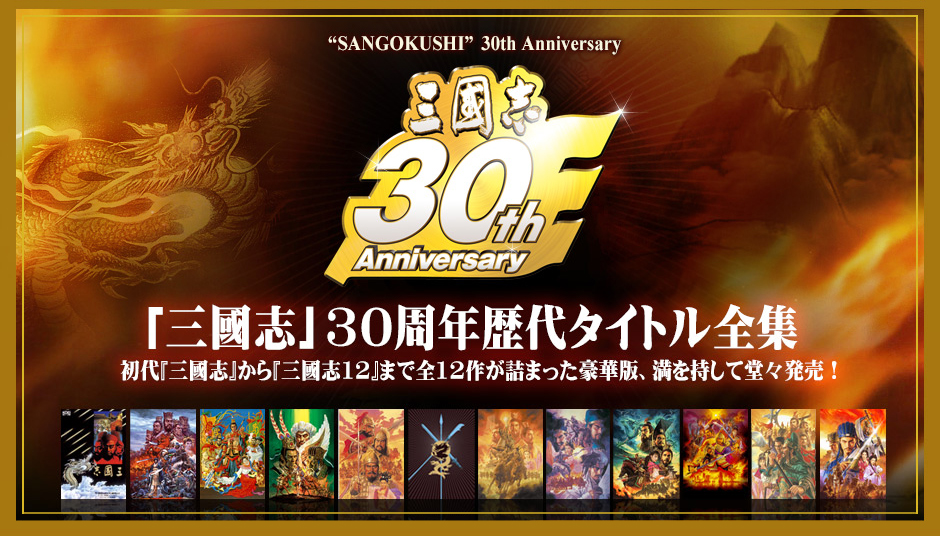 “SANGOKUSHI” 30th Anniversary
三國志
30th
Anniversary
「三國志」30周年歴代タイトル全集
初代『三國志』から『三國志12』まで全12作が詰まった豪華版、満を持して堂々発売！
志國三